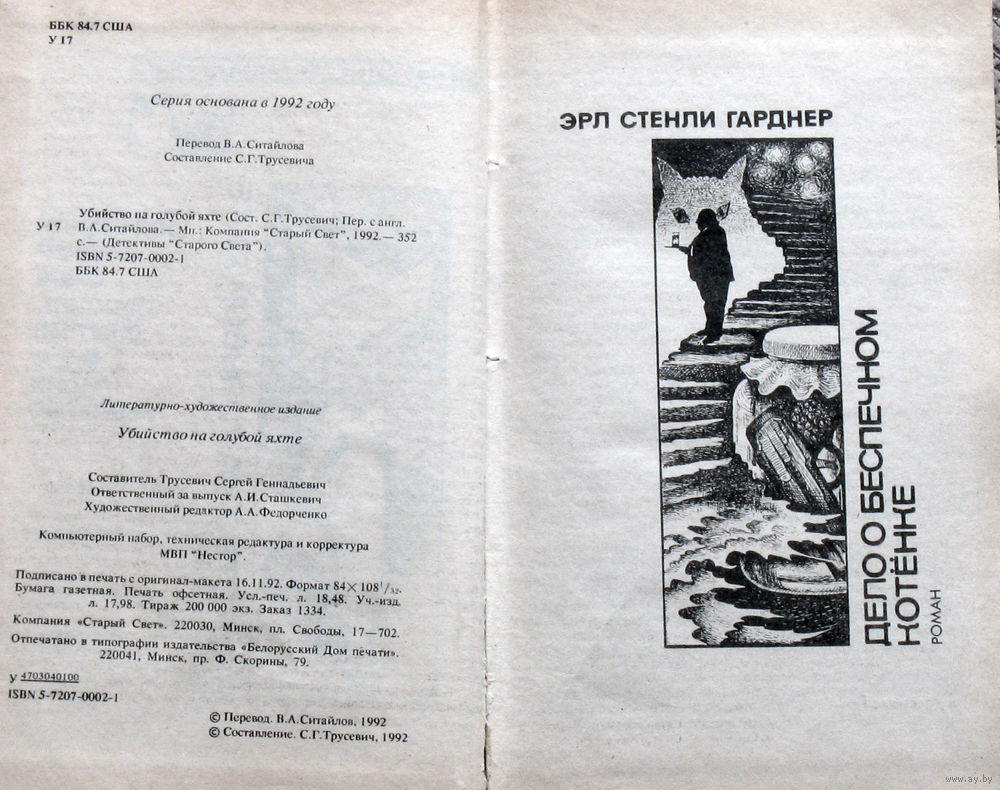 ББК 84.7 США
У 17
Серия основана в 1992 году
Перевод В.А.Ситайлова
Составление С.Г.Трусевича
Убийство на голубой яхте (Сост. С.Г.Трусевич; Пер. с англ.
У 17 В.А.Ситайлова.— Мн.: Компания "Старый Свет", 1992.— 352
с.— (Детективы "Старого Света").
ISBN 5-7207-0002-1
ББК 84.7 США
Литературно-художественное издание
Убийство на голубой яхте
Составитель Трусевич Сергей Геннадьевич
Ответственный за выпуск А.И.Сташкевич
Художественный редактор А.А.Федорченко
Компьютерный набор, техническая редактура и корректура
МВП "Нестор".
Подписано в печать с оригинал-макета 16.11.92. Формат 84×108¹/₃₂.
Бумага газетная. Печать офсетная. Усл.-печ. л. 18,48. Уч.-изд.
л. 17,98. Тираж 200 000 экз. Заказ 1334.
Компания «Старый Свет». 220030, Минск, пл. Свободы, 17—702.
Отпечатано в типографии издательства «Белорусский Дом печати».
220041, Минск, пр. Ф. Скорины, 79.
У 4703040100
ISBN 5-7207-0002-1
© Перевод. В.А.Ситайлов, 1992
© Составление. С.Г.Трусевич, 1992
ЭРЛ СТЕНЛИ ГАРДНЕР
ДЕЛО О БЕСПЕЧНОМ
КОТЁНКЕ
РОМАН
www.ay.by